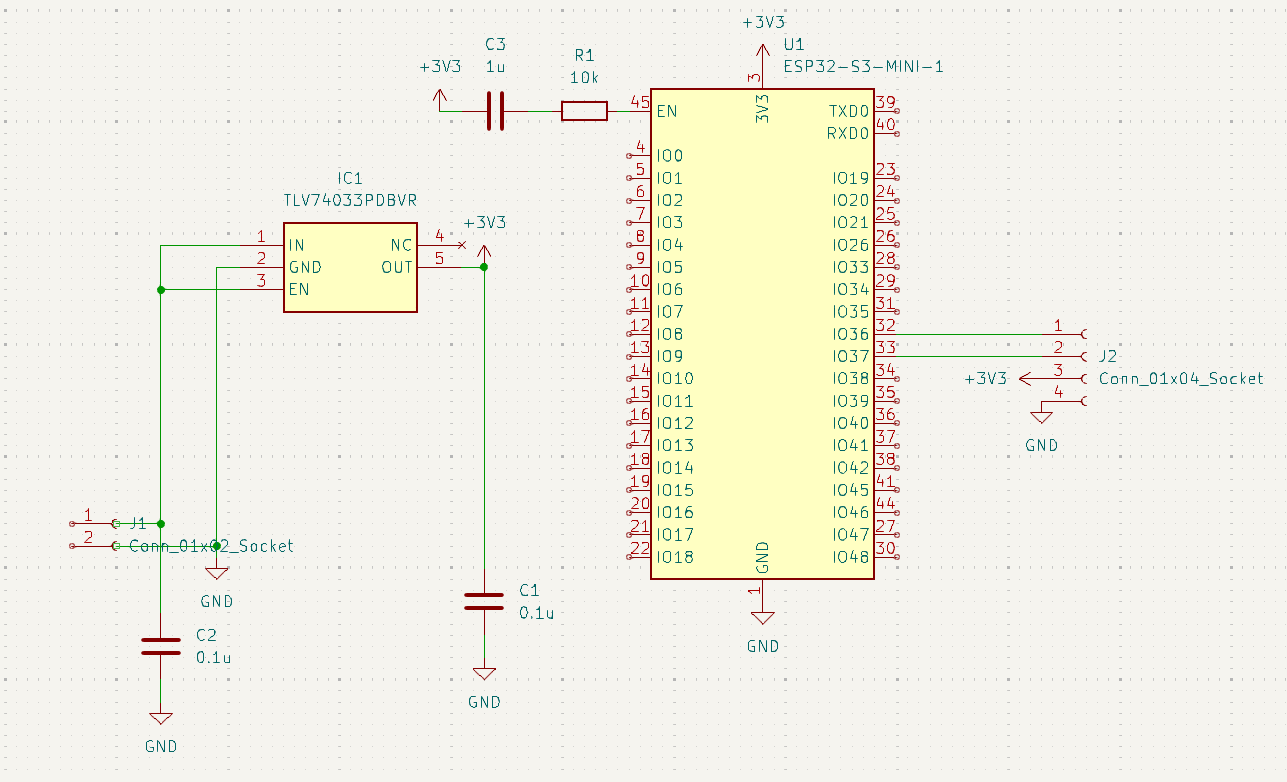 +3V3
C3
1u
R1
10k
+3V3
U1
ESP32-S3-MINI-1
45 EN
3 3V3
TXD0 39
RXD0 40
4 IO0
5 IO1
6 IO2
7 IO3
8 IO4
9 IO5
10 IO6
11 IO7
12 IO8
13 IO9
14 IO10
15 IO11
16 IO12
17 IO13
18 IO14
19 IO15
20 IO16
21 IO17
22 IO18
IO19 23
IO20 24
IO21 25
IO26 26
IO33 28
IO34 29
IO35 31
IO36 32
IO37 33
IO38 34
IO39 35
IO40 36
IO41 37
IO42 38
IO45 41
IO46 44
IO47 27
IO48 30
GND 1
GND
IC1
TLV74033PDBVR
1 IN
2 GND
3 EN
NC 4
OUT 5
+3V3
1
2
3
4
J2
Conn_01x04_Socket
+3V3
GND
1 J1
2 Conn_01x02_Socket
GND
C2
0.1u
GND
C1
0.1u
GND